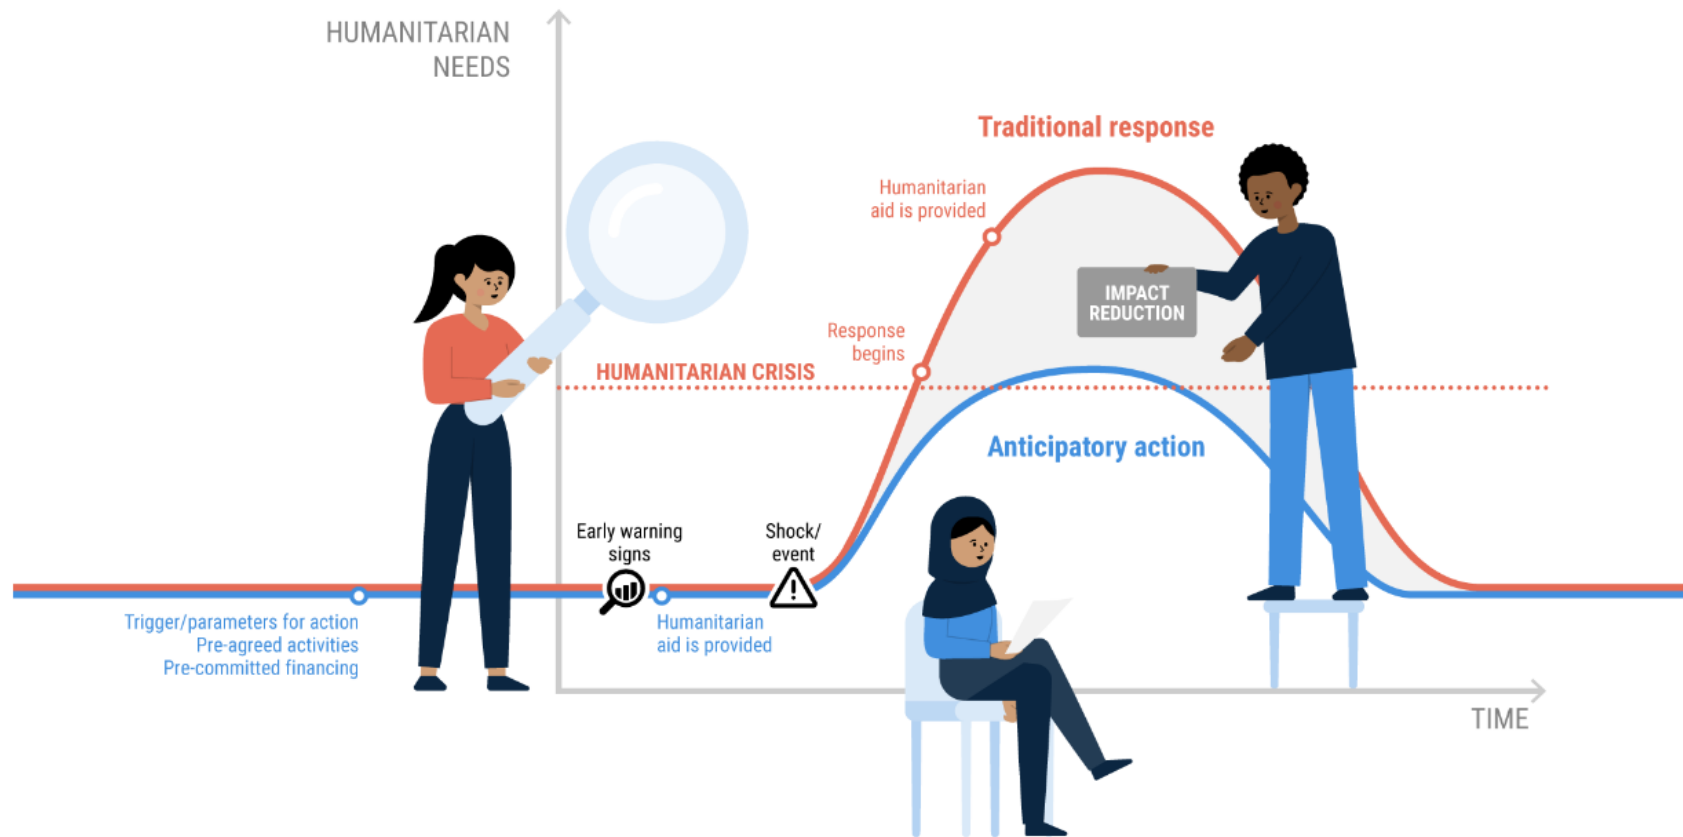 HUMANITARIAN
NEEDS
Traditional response
Humanitarian
aid is provided
IMPACT
REDUCTION
Response
begins
HUMANITARIAN CRISIS
Anticipatory action
Early warning
signs
Shock/
event
Trigger/parameters for action
Pre-agreed activities
Pre-committed financing
Humanitarian
aid is provided
TIME